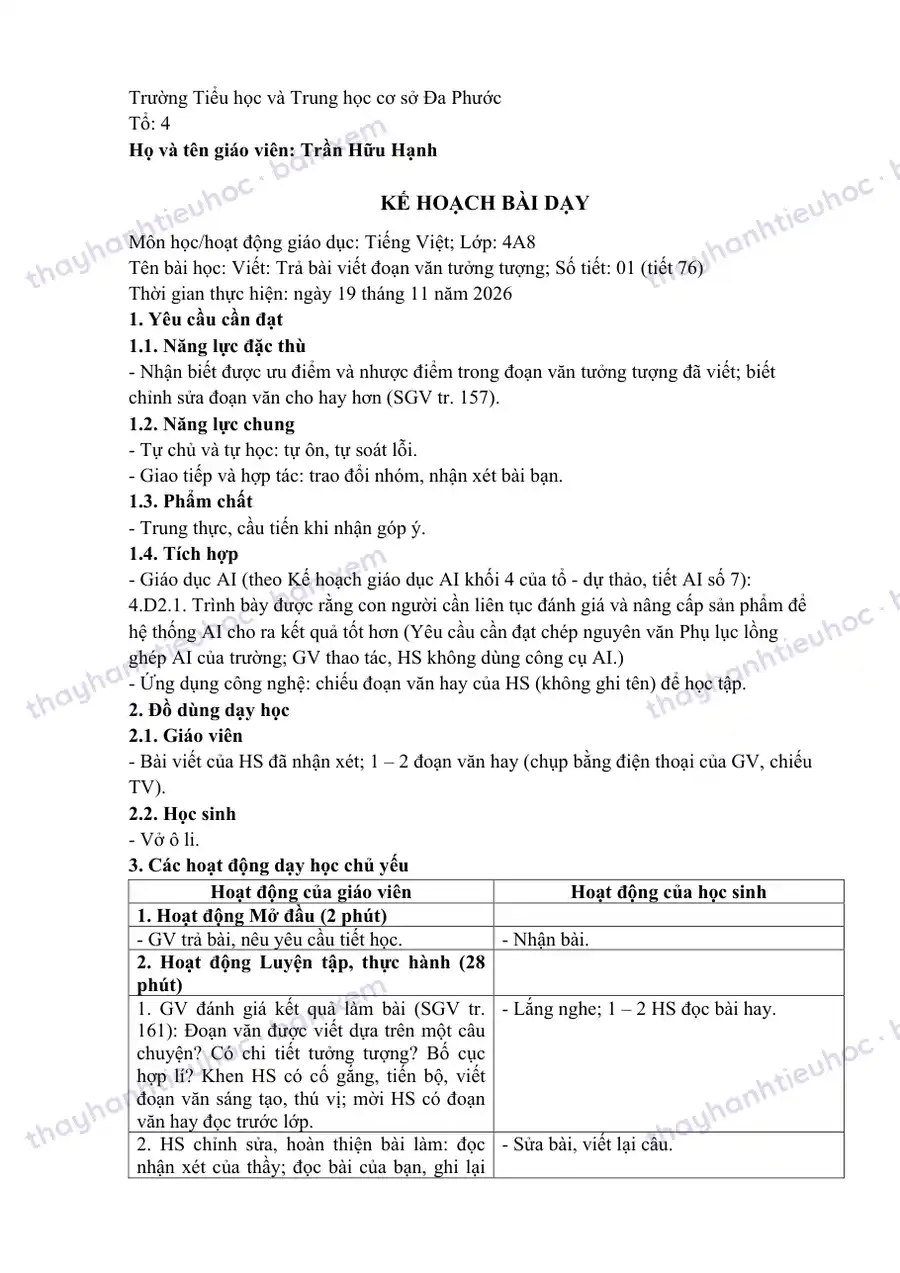 Trường Tiểu học và Trung học cơ sở Đa Phước
Tổ: 4
Họ và tên giáo viên: Trần Hữu Hạnh
KẾ HOẠCH BÀI DẠY
Môn học/hoạt động giáo dục: Tiếng Việt; Lớp: 4A8
Tên bài học: Viết: Trả bài viết đoạn văn tưởng tượng; Số tiết: 01 (tiết 76)
Thời gian thực hiện: ngày 19 tháng 11 năm 2026
1. Yêu cầu cần đạt
1.1. Năng lực đặc thù
- Nhận biết được ưu điểm và nhược điểm trong đoạn văn tưởng tượng đã viết; biết
chỉnh sửa đoạn văn cho hay hơn (SGV tr. 157).
1.2. Năng lực chung
- Tự chủ và tự học: tự ôn, tự soát lỗi.
- Giao tiếp và hợp tác: trao đổi nhóm, nhận xét bài bạn.
1.3. Phẩm chất
- Trung thực, cầu tiến khi nhận góp ý.
1.4. Tích hợp
- Giáo dục AI (theo Kế hoạch giáo dục AI khối 4 của tổ - dự thảo, tiết AI số 7):
4.D2.1. Trình bày được rằng con người cần liên tục đánh giá và nâng cấp sản phẩm để
hệ thống AI cho ra kết quả tốt hơn (Yêu cầu cần đạt chép nguyên văn Phụ lục lồng
ghép AI của trường; GV thao tác, HS không dùng công cụ AI.)
- Ứng dụng công nghệ: chiếu đoạn văn hay của HS (không ghi tên) để học tập.
2. Đồ dùng dạy học
2.1. Giáo viên
- Bài viết của HS đã nhận xét; 1 – 2 đoạn văn hay (chụp bằng điện thoại của GV, chiếu
TV).
2.2. Học sinh
- Vở ô li.
3. Các hoạt động dạy học chủ yếu
Hoạt động của giáo viên
Hoạt động của học sinh
1. Hoạt động Mở đầu (2 phút)
- GV trả bài, nêu yêu cầu tiết học.
- Nhận bài.
2. Hoạt động Luyện tập, thực hành (28
phút)
1. GV đánh giá kết quả làm bài (SGV tr.
161): Đoạn văn được viết dựa trên một câu
chuyện? Có chi tiết tưởng tượng? Bố cục
hợp lí? Khen HS có cố gắng, tiến bộ, viết
đoạn văn sáng tạo, thú vị; mời HS có đoạn
văn hay đọc trước lớp.
- Lắng nghe; 1 – 2 HS đọc bài hay.
2. HS chỉnh sửa, hoàn thiện bài làm: đọc
nhận xét của thầy; đọc bài của bạn, ghi lại
- Sửa bài, viết lại câu.
thayhanhtieuhoc · bản xem
thayhanhtieuhoc · b
thayhanhtieuhoc · bản xem
thayhanhtieuhoc · b
thayhanhtieuhoc · bản xem
thayhanhtieuhoc · b